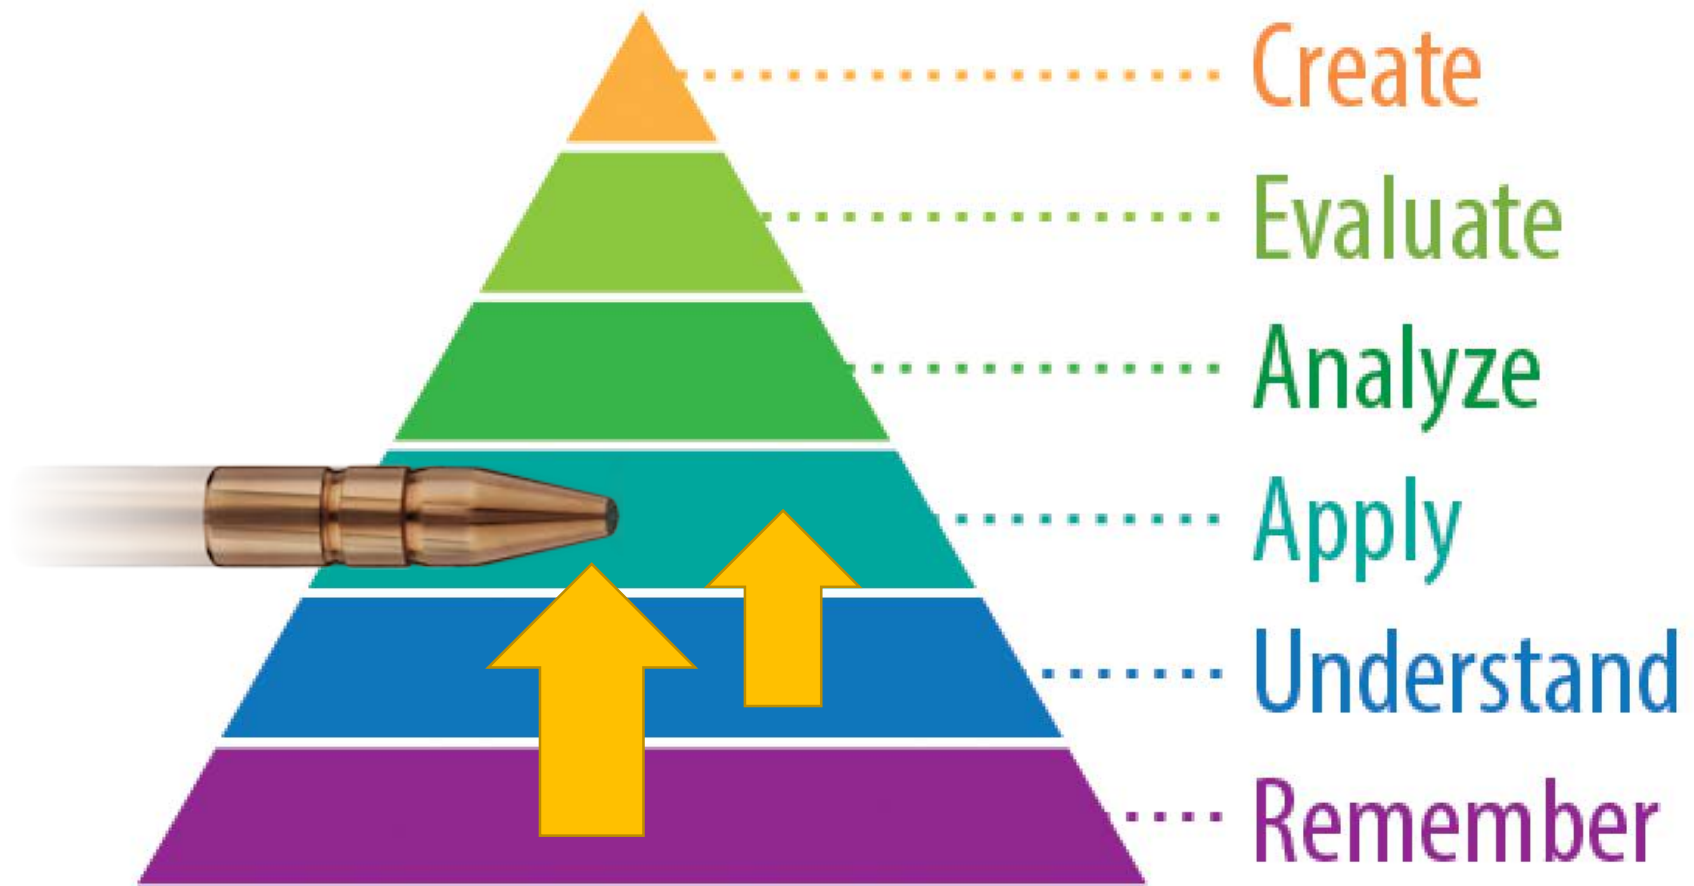 Create
Evaluate
Analyze
Apply
Understand
Remember